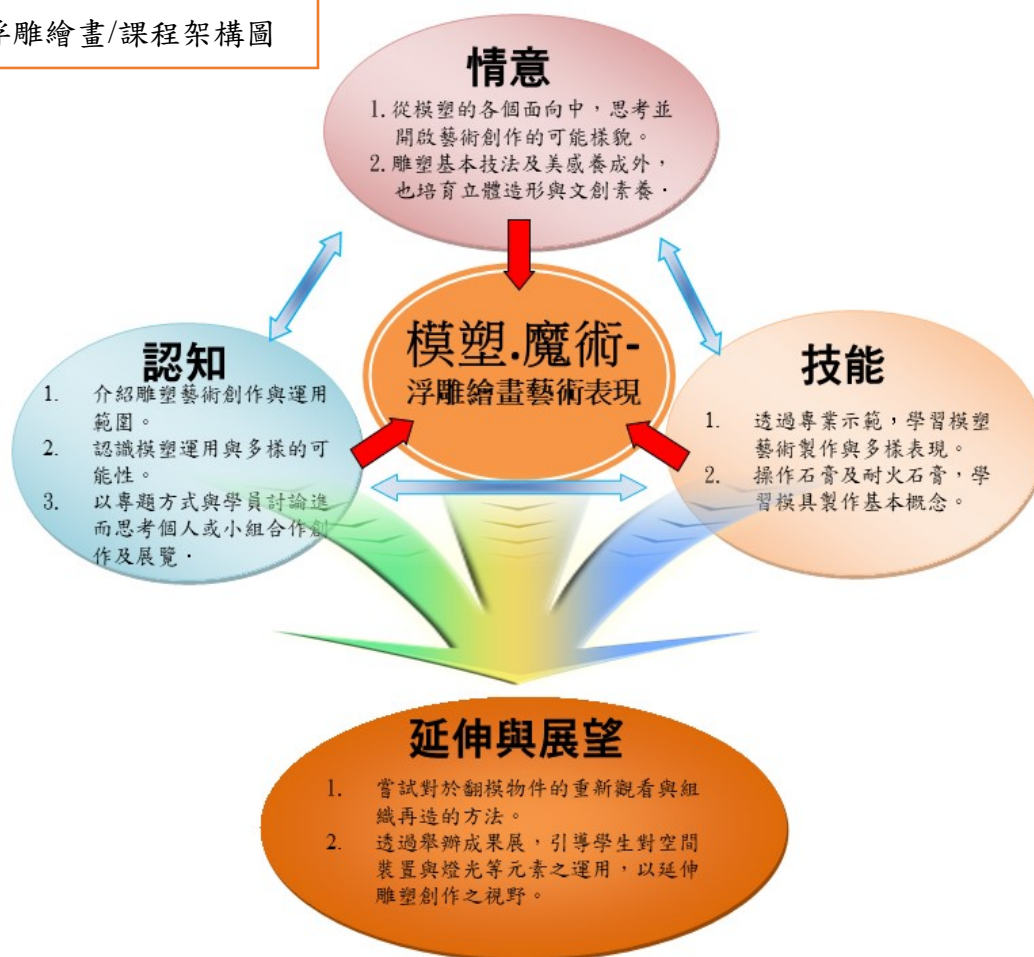 浮雕繪畫/課程架構圖
情意
1. 從模塑的各個面向中，思考並
開啟藝術創作的可能樣貌。
2. 雕塑基本技法及美感養成外，
也培育立體造形與文創素養．
模塑.魔術-
浮雕繪畫藝術表現
認知
1. 介紹雕塑藝術創作與運用
範圍。
2. 認識模塑運用與多樣的可
能性。
3. 以專題方式與學員討論進
而思考個人或小組合作創
作及展覽．
技能
1. 透過專業示範，學習模塑
藝術製作與多樣表現。
2. 操作石膏及耐火石膏，學
習模具製作基本概念。
延伸與展望
1. 嘗試對於翻模物件的重新觀看與組
織再造的方法。
2. 透過舉辦成果展，引導學生對空間
裝置與燈光等元素之運用，以延伸
雕塑創作之視野。